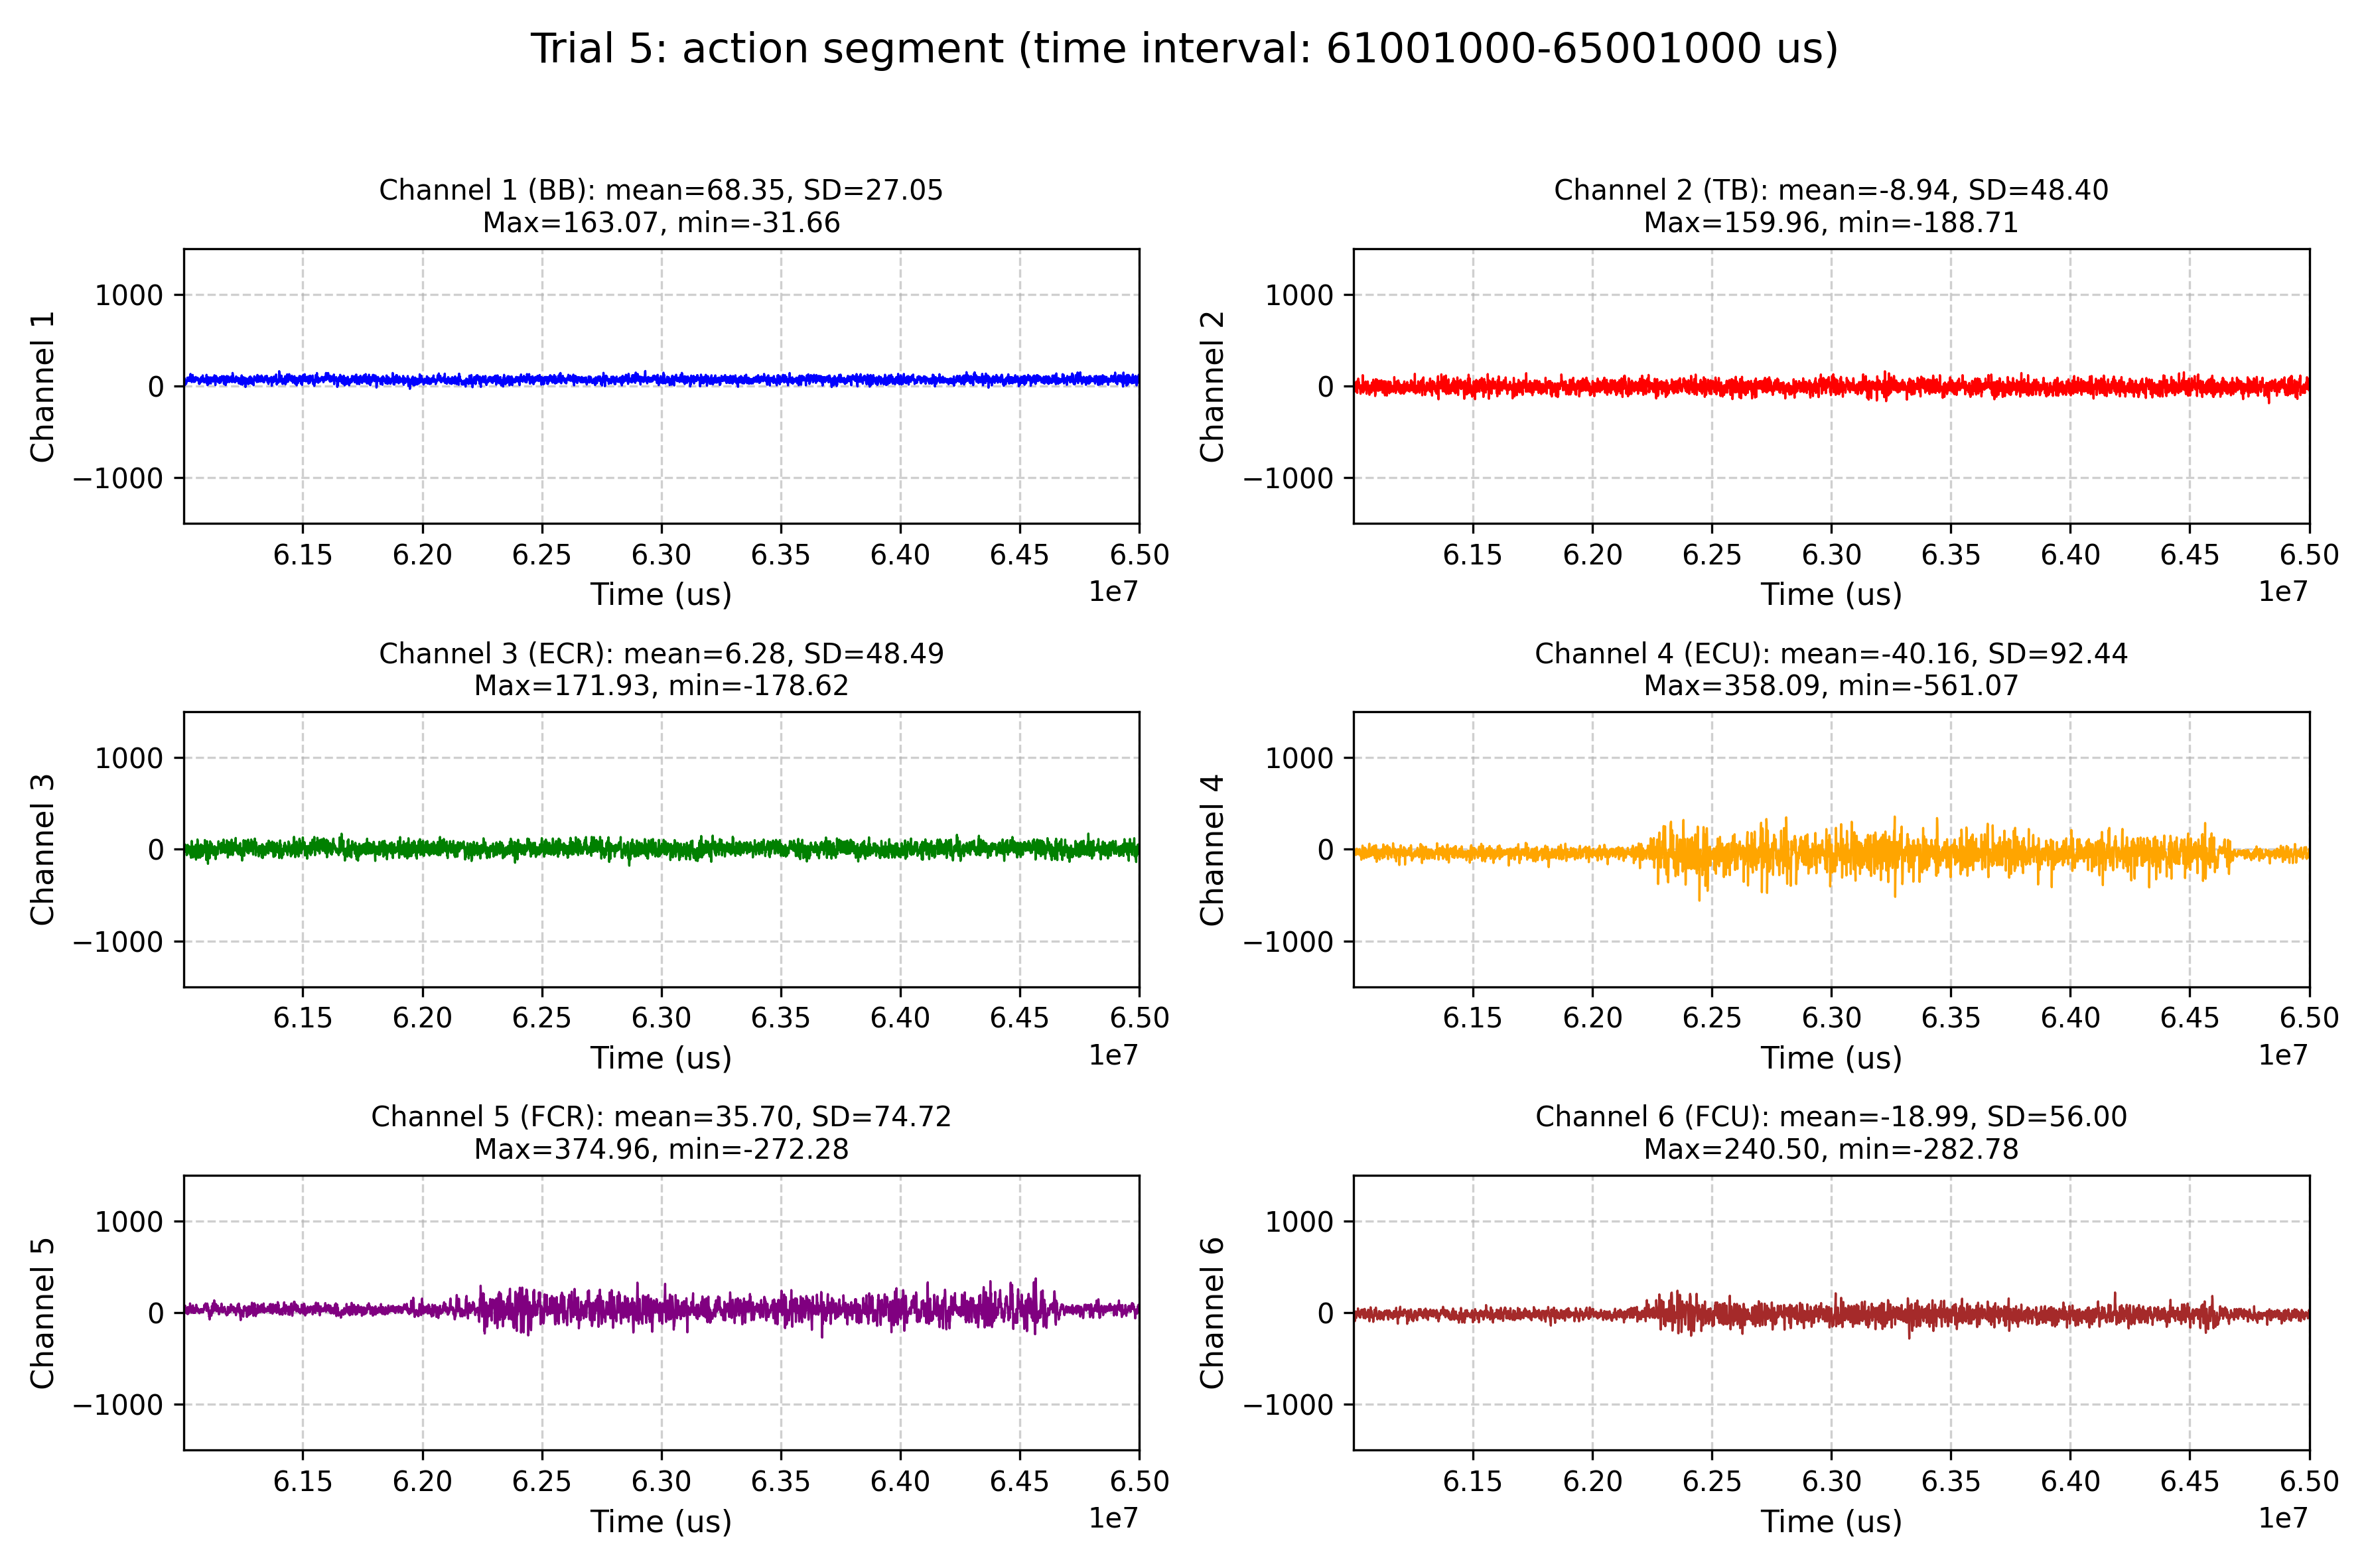 Trial 5: action segment (time interval: 61001000-65001000 us)
Channel 1 (BB): mean=68.35, SD=27.05
Max=163.07, min=-31.66
Channel 1
1000
0
−1000
6.15 6.20 6.25 6.30 6.35 6.40 6.45 6.50
Time (us)
1e7
Channel 2 (TB): mean=-8.94, SD=48.40
Max=159.96, min=-188.71
Channel 2
1000
0
−1000
6.15 6.20 6.25 6.30 6.35 6.40 6.45 6.50
Time (us)
1e7
Channel 3 (ECR): mean=6.28, SD=48.49
Max=171.93, min=-178.62
Channel 3
1000
0
−1000
6.15 6.20 6.25 6.30 6.35 6.40 6.45 6.50
Time (us)
1e7
Channel 4 (ECU): mean=-40.16, SD=92.44
Max=358.09, min=-561.07
Channel 4
1000
0
−1000
6.15 6.20 6.25 6.30 6.35 6.40 6.45 6.50
Time (us)
1e7
Channel 5 (FCR): mean=35.70, SD=74.72
Max=374.96, min=-272.28
Channel 5
1000
0
−1000
6.15 6.20 6.25 6.30 6.35 6.40 6.45 6.50
Time (us)
1e7
Channel 6 (FCU): mean=-18.99, SD=56.00
Max=240.50, min=-282.78
Channel 6
1000
0
−1000
6.15 6.20 6.25 6.30 6.35 6.40 6.45 6.50
Time (us)
1e7